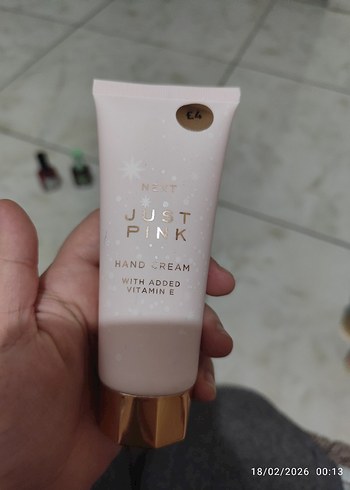 £4
NEXT
JUST
PINK
HAND CREAM
WITH ADDED
VITAMIN E
18/02/2026 00:13